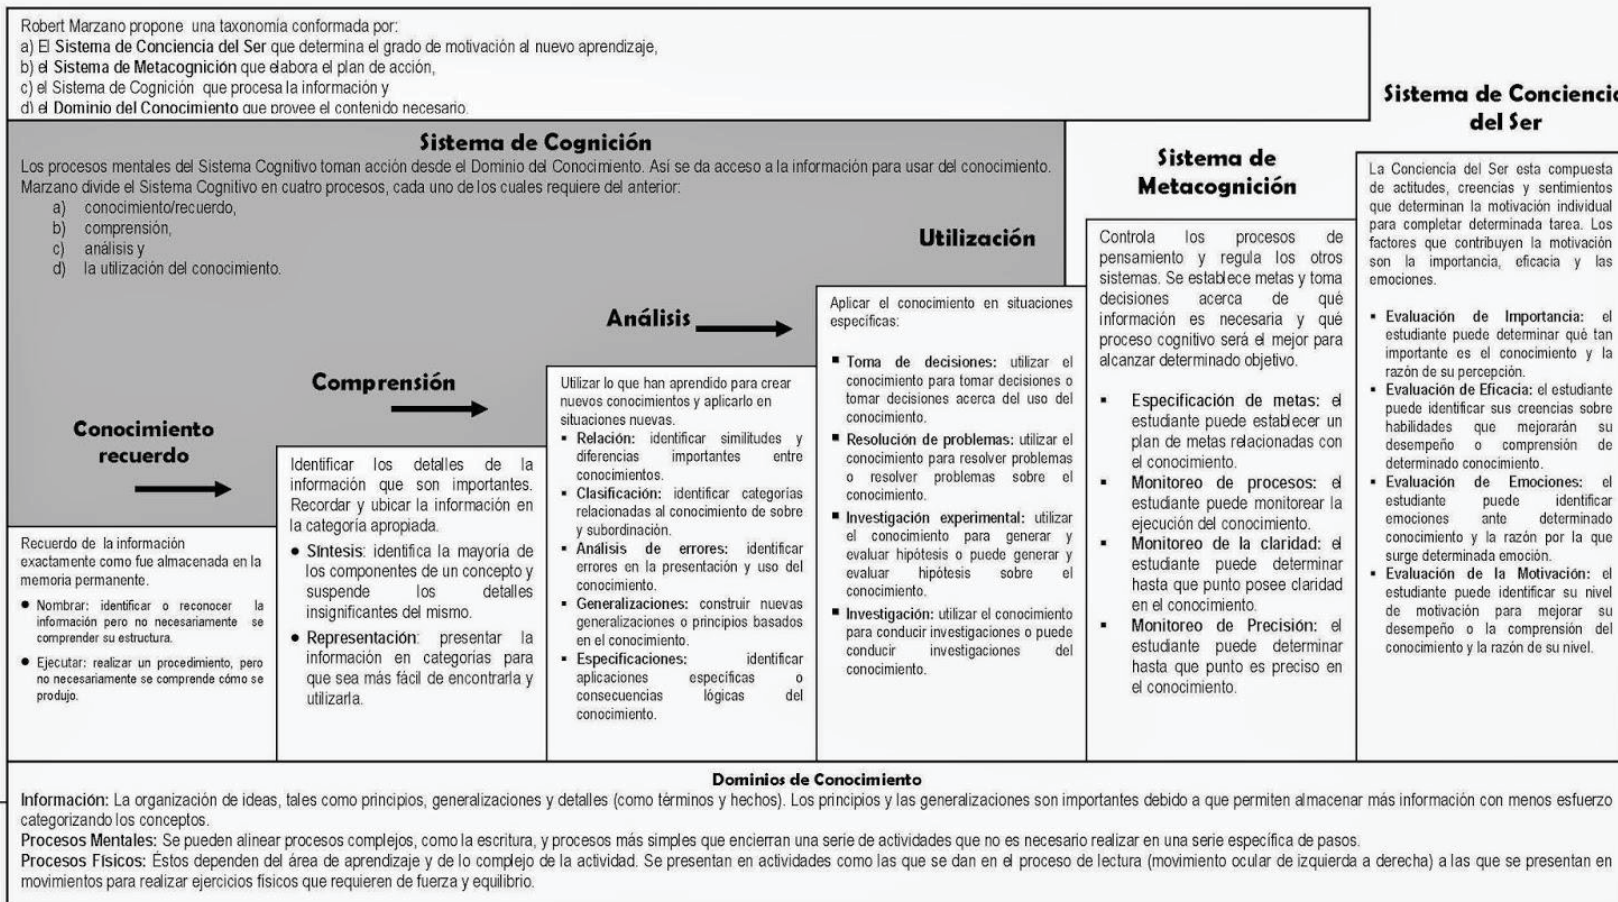 Robert Marzano propone una taxonomía conformada por:
a) El Sistema de Conciencia del Ser que determina el grado de motivación al nuevo aprendizaje,
b) el Sistema de Metacognición que elabora el plan de acción,
c) el Sistema de Cognición que procesa la información y
d) el Dominio del Conocimiento que provee el contenido necesario.
Sistema de Cognición
Los procesos mentales del Sistema Cognitivo toman acción desde el Dominio del Conocimiento. Así se da acceso a la información para usar del conocimiento.
Marzano divide el Sistema Cognitivo en cuatro procesos, cada uno de los cuales requiere del anterior:
a) conocimiento/recuerdo,
b) comprensión,
c) análisis y
d) la utilización del conocimiento.
Conocimiento
recuerdo
Recuerdo de la información
exactamente como fue almacenada en la
memoria permanente.
● Nombrar: identificar o reconocer la
información pero no necesariamente se
comprender su estructura.
● Ejecutar: realizar un procedimiento, pero
no necesariamente se comprende cómo se
produjo.
Comprensión
Identificar los detalles de la
información que son importantes.
Recordar y ubicar la información en
la categoría apropiada.
● Síntesis: identifica la mayoría de
los componentes de un concepto y
suspende los detalles
insignificantes del mismo.
● Representación: presentar la
información en categorías para
que sea más fácil de encontrarla y
utilizarla.
Análisis
Utilizar lo que han aprendido para crear
nuevos conocimientos y aplicarlo en
situaciones nuevas.
▪ Relación: identificar similitudes y
diferencias importantes entre
conocimientos.
▪ Clasificación: identificar categorías
relacionadas al conocimiento de sobre
y subordinación.
▪ Análisis de errores: identificar
errores en la presentación y uso del
conocimiento.
▪ Generalizaciones: construir nuevas
generalizaciones o principios basados
en el conocimiento.
▪ Especificaciones: identificar
aplicaciones específicas o
consecuencias lógicas del
conocimiento.
Utilización
Aplicar el conocimiento en situaciones
específicas:
▪ Toma de decisiones: utilizar el
conocimiento para tomar decisiones o
tomar decisiones acerca del uso del
conocimiento.
▪ Resolución de problemas: utilizar el
conocimiento para resolver problemas
o resolver problemas sobre el
conocimiento.
▪ Investigación experimental: utilizar
el conocimiento para generar y
evaluar hipótesis o puede generar y
evaluar hipótesis sobre el
conocimiento.
▪ Investigación: utilizar el conocimiento
para conducir investigaciones o puede
conducir investigaciones del
conocimiento.
Sistema de
Metacognición
Controla los procesos de
pensamiento y regula los otros
sistemas. Se establece metas y toma
decisiones acerca de qué
información es necesaria y qué
proceso cognitivo será el mejor para
alcanzar determinado objetivo.
▪ Especificación de metas: el
estudiante puede establecer un
plan de metas relacionadas con
el conocimiento.
▪ Monitoreo de procesos: el
estudiante puede monitorear la
ejecución del conocimiento.
▪ Monitoreo de la claridad: el
estudiante puede determinar
hasta que punto posee claridad
en el conocimiento.
▪ Monitoreo de Precisión: el
estudiante puede determinar
hasta que punto es preciso en
el conocimiento.
Sistema de Conciencia
del Ser
La Conciencia del Ser esta compuesta
de actitudes, creencias y sentimientos
que determinan la motivación individual
para completar determinada tarea. Los
factores que contribuyen la motivación
son la importancia, eficacia y las
emociones.
▪ Evaluación de Importancia: el
estudiante puede determinar qué tan
importante es el conocimiento y la
razón de su percepción.
▪ Evaluación de Eficacia: el estudiante
puede identificar sus creencias sobre
habilidades que mejorarán su
desempeño o comprensión de
determinado conocimiento.
▪ Evaluación de Emociones: el
estudiante puede identificar
emociones ante determinado
conocimiento y la razón por la que
surge determinada emoción.
▪ Evaluación de la Motivación: el
estudiante puede identificar su nivel
de motivación para mejorar su
desempeño o la comprensión del
conocimiento y la razón de su nivel.
Dominios de Conocimiento
Información: La organización de ideas, tales como principios, generalizaciones y detalles (como términos y hechos). Los principios y las generalizaciones son importantes debido a que permiten almacenar más información con menos esfuerzo
categorizando los conceptos.
Procesos Mentales: Se pueden alinear procesos complejos, como la escritura, y procesos más simples que encierran una serie de actividades que no es necesario realizar en una serie específica de pasos.
Procesos Físicos: Éstos dependen del área de aprendizaje y de lo complejo de la actividad. Se presentan en actividades como las que se dan en el proceso de lectura (movimiento ocular de izquierda a derecha) a las que se presentan en
movimientos para realizar ejercicios físicos que requieren de fuerza y equilibrio.